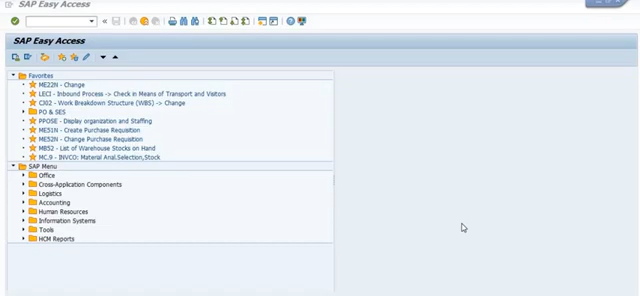 SAP Easy Access
SAP Easy Access
Favorites
ME22N - Change
LECI - Inbound Process -> Check in Means of Transport and Visitors
CJ02 - Work Breakdown Structure (WBS) -> Change
PO & SES
PPOSE - Display organization and Staffing
ME51N - Create Purchase Requisition
ME52N - Change Purchase Requisition
MB52 - List of Warehouse Stocks on Hand
MC.9 - INVCO: Material Anal.Selection,Stock
SAP Menu
Office
Cross-Application Components
Logistics
Accounting
Human Resources
Information Systems
Tools
HCM Reports